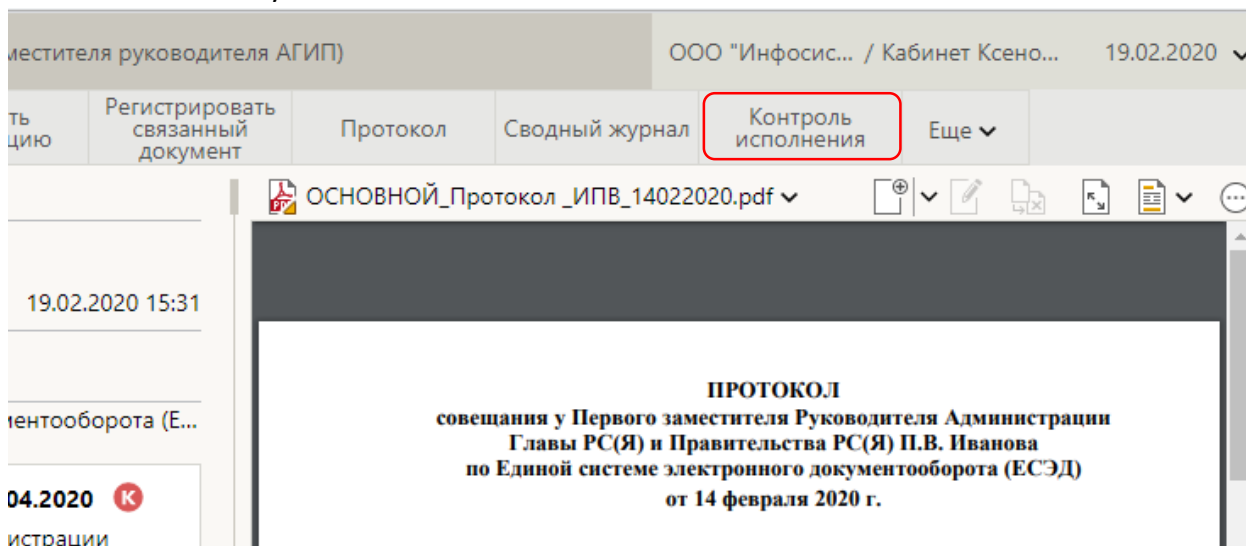 местителя руководителя АГИП) ООО "Инфосис... / Кабинет Ксено... 19.02.2020
ть
цию
Регистрировать
связанный
документ
Протокол
Сводный журнал
Контроль
исполнения
Еще
ОСНОВНОЙ_Протокол _ИПВ_14022020.pdf
19.02.2020 15:31
ментооборота (Е...
04.2020 К
истрации
ПРОТОКОЛ
совещания у Первого заместителя Руководителя Администрации
Главы РС(Я) и Правительства РС(Я) П.В. Иванова
по Единой системе электронного документооборота (ЕСЭД)
от 14 февраля 2020 г.